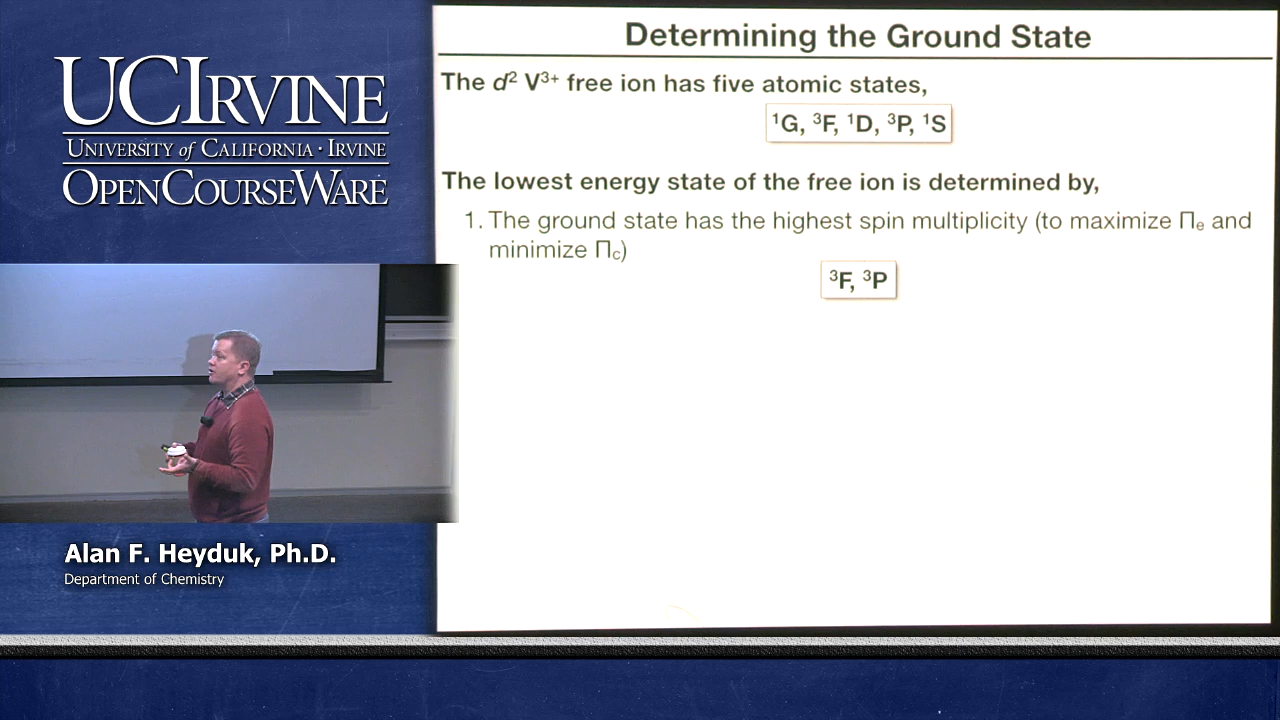 UCIRVINE
UNIVERSITY of CALIFORNIA · IRVINE
OPENCOURSEWARE
Alan F. Heyduk, Ph.D.
Department of Chemistry
Determining the Ground State
The d² V³⁺ free ion has five atomic states,
¹G, ³F, ¹D, ³P, ¹S
The lowest energy state of the free ion is determined by,
1. The ground state has the highest spin multiplicity (to maximize Πₑ and
minimize Π꜀)
³F, ³P